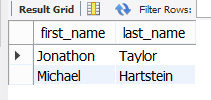 Result Grid Filter Rows:
first_name last_name
Jonathon Taylor
Michael Hartstein